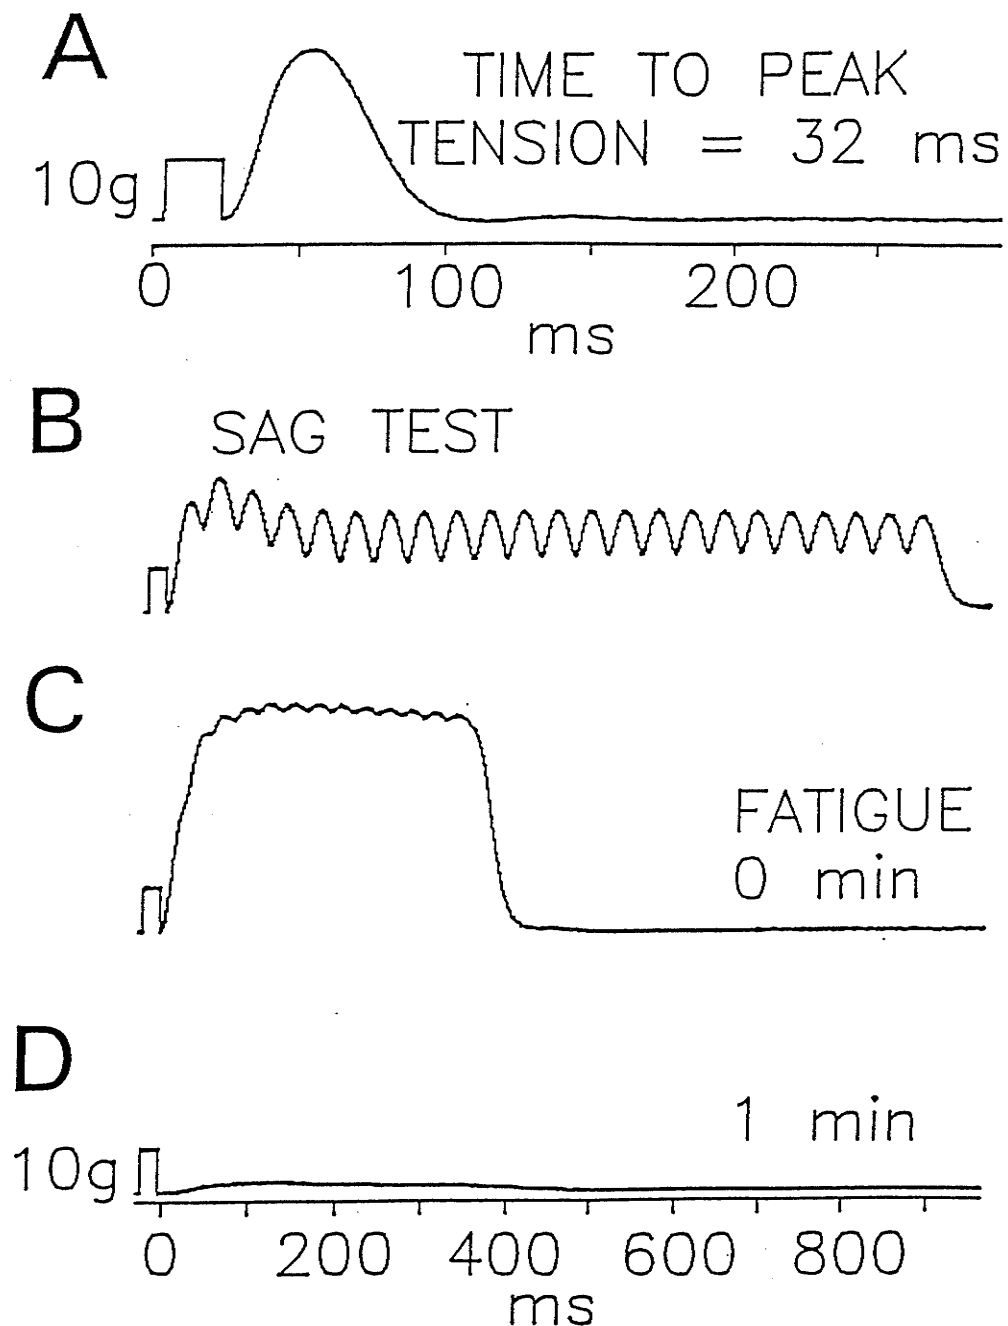 A
TIME TO PEAK
TENSION = 32 ms
10g
0 100 200
ms
B
SAG TEST
C
FATIGUE
0 min
D
1 min
10g
0 200 400 600 800
ms